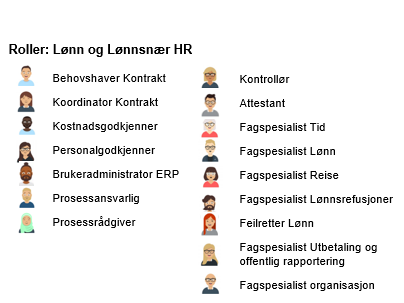 Roller: Lønn og Lønnsnær HR
Behovshaver Kontrakt
Koordinator Kontrakt
Kostnadsgodkjenner
Personalgodkjenner
Brukeradministrator ERP
Prosessansvarlig
Prosessrådgiver
Kontrollør
Attestant
Fagspesialist Tid
Fagspesialist Lønn
Fagspesialist Reise
Fagspesialist Lønnsrefusjoner
Feilretter Lønn
Fagspesialist Utbetaling og
offentlig rapportering
Fagspesialist organisasjon